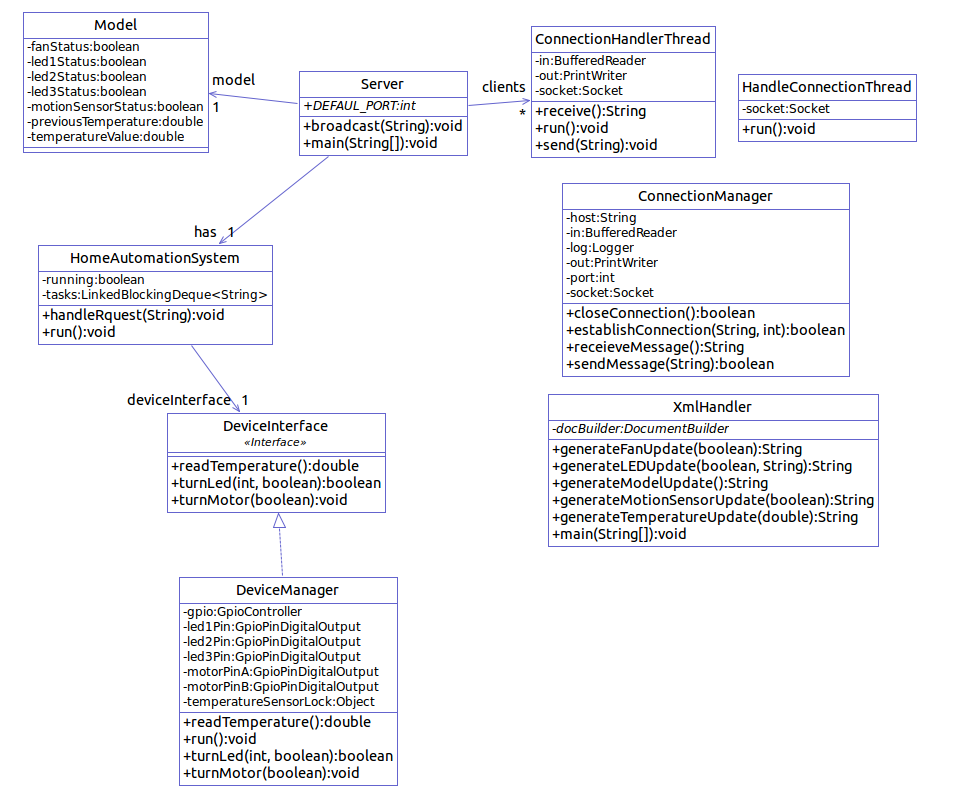 Model
-fanStatus:boolean
-led1Status:boolean
-led2Status:boolean
-led3Status:boolean
-motionSensorStatus:boolean
-previousTemperature:double
-temperatureValue:double
model
1
Server
+DEFAUL_PORT:int
+broadcast(String):void
+main(String[]):void
clients
*
ConnectionHandlerThread
-in:BufferedReader
-out:PrintWriter
-socket:Socket
+receive():String
+run():void
+send(String):void
HandleConnectionThread
-socket:Socket
+run():void
has 1
HomeAutomationSystem
-running:boolean
-tasks:LinkedBlockingDeque<String>
+handleRquest(String):void
+run():void
ConnectionManager
-host:String
-in:BufferedReader
-log:Logger
-out:PrintWriter
-port:int
-socket:Socket
+closeConnection():boolean
+establishConnection(String, int):boolean
+receieveMessage():String
+sendMessage(String):boolean
deviceInterface 1
DeviceInterface
«Interface»
+readTemperature():double
+turnLed(int, boolean):boolean
+turnMotor(boolean):void
XmlHandler
-docBuilder:DocumentBuilder
+generateFanUpdate(boolean):String
+generateLEDUpdate(boolean, String):String
+generateModelUpdate():String
+generateMotionSensorUpdate(boolean):String
+generateTemperatureUpdate(double):String
+main(String[]):void
DeviceManager
-gpio:GpioController
-led1Pin:GpioPinDigitalOutput
-led2Pin:GpioPinDigitalOutput
-led3Pin:GpioPinDigitalOutput
-motorPinA:GpioPinDigitalOutput
-motorPinB:GpioPinDigitalOutput
-temperatureSensorLock:Object
+readTemperature():double
+run():void
+turnLed(int, boolean):boolean
+turnMotor(boolean):void